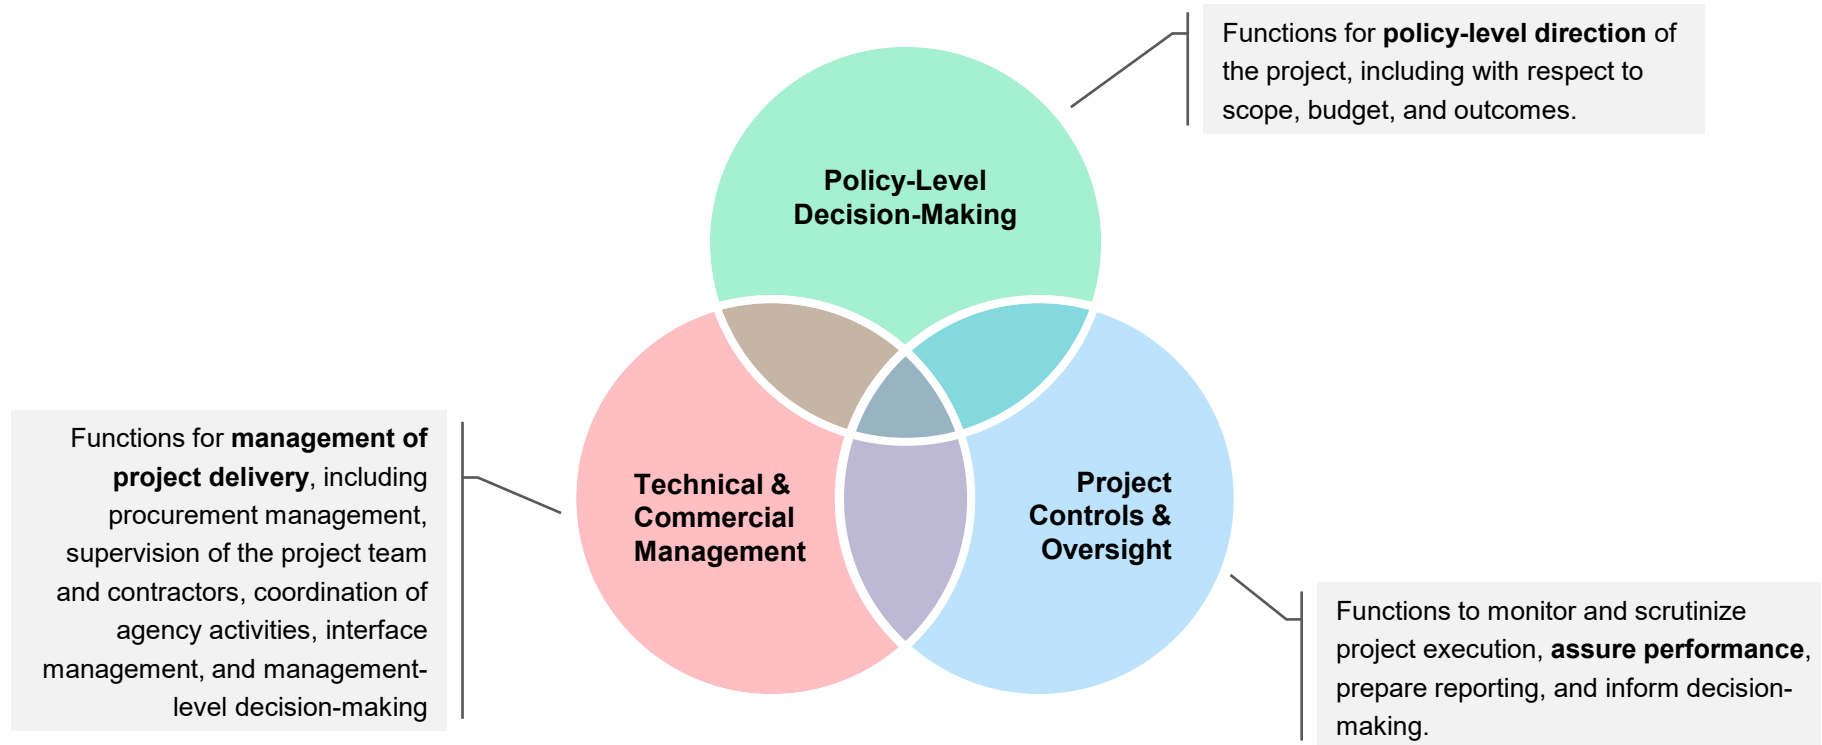 Functions for policy-level direction of
the project, including with respect to
scope, budget, and outcomes.
Policy-Level
Decision-Making
Functions for management of
project delivery, including
procurement management,
supervision of the project team
and contractors, coordination of
agency activities, interface
management, and management-
level decision-making
Technical &
Commercial
Management
Project
Controls &
Oversight
Functions to monitor and scrutinize
project execution, assure performance,
prepare reporting, and inform decision-
making.